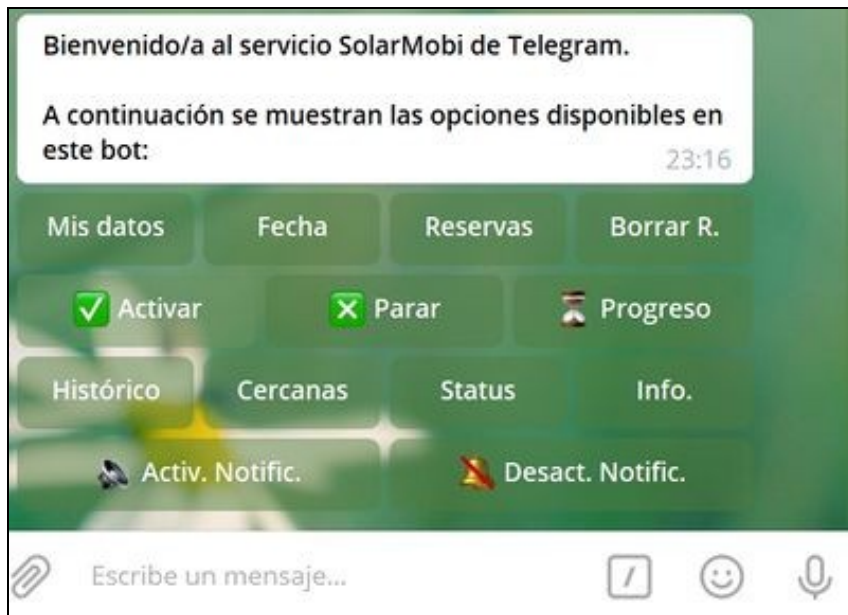 Bienvenido/a al servicio SolarMobi de Telegram.
A continuación se muestran las opciones disponibles en
este bot:
23:16
Mis datos Fecha Reservas Borrar R.
✅ Activar ❎ Parar ⏳ Progreso
Histórico Cercanas Status Info.
🔊 Activ. Notific. 🔕 Desact. Notific.
/ Escribe un mensaje...